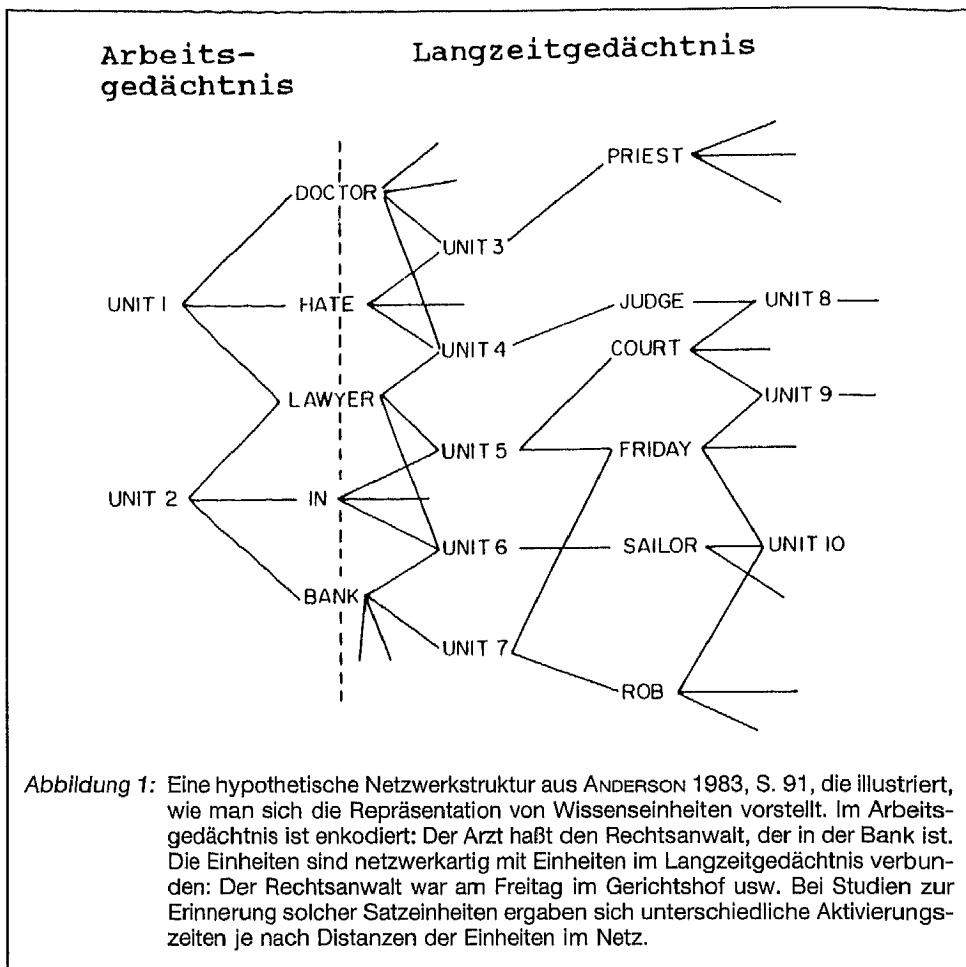 Arbeits-    Langzeitgedächtnis
gedächtnis
PRIEST
DOCTOR
UNIT 3
UNIT 1    HATE    JUDGE    UNIT 8
UNIT 4    COURT
LAWYER    UNIT 9
UNIT 5    FRIDAY
UNIT 2    IN
UNIT 6    SAILOR    UNIT 10
BANK
UNIT 7
ROB
Abbildung 1: Eine hypothetische Netzwerkstruktur aus ANDERSON 1983, S. 91, die illustriert,
wie man sich die Repräsentation von Wissenseinheiten vorstellt. Im Arbeits-
gedächtnis ist enkodiert: Der Arzt haßt den Rechtsanwalt, der in der Bank ist.
Die Einheiten sind netzwerkartig mit Einheiten im Langzeitgedächtnis verbun-
den: Der Rechtsanwalt war am Freitag im Gerichtshof usw. Bei Studien zur
Erinnerung solcher Satzeinheiten ergaben sich unterschiedliche Aktivierungs-
zeiten je nach Distanzen der Einheiten im Netz.